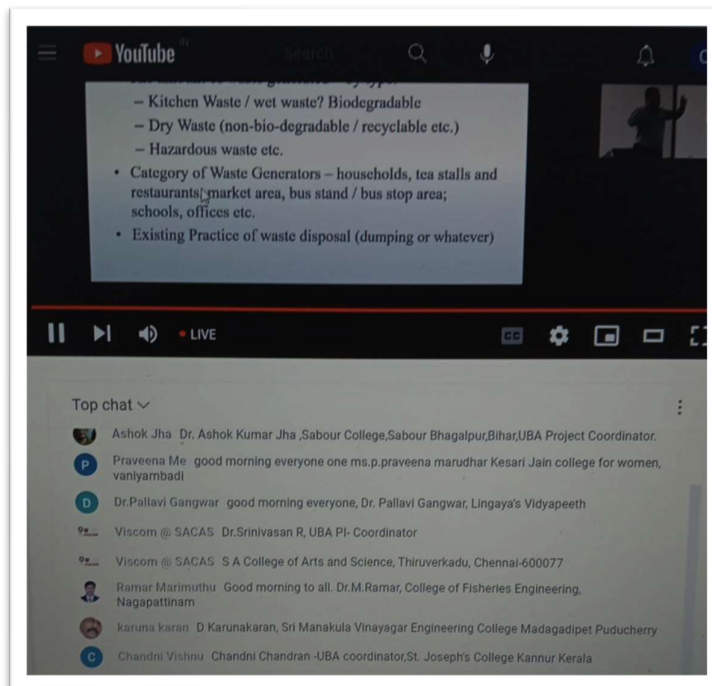 YouTube IN
Search
– Kitchen Waste / wet waste? Biodegradable
– Dry Waste (non-bio-degradable / recyclable etc.)
– Hazardous waste etc.
• Category of Waste Generators – households, tea stalls and
restaurants, market area, bus stand / bus stop area;
schools, offices etc.
• Existing Practice of waste disposal (dumping or whatever)
LIVE
CC
Top chat
Ashok Jha Dr. Ashok Kumar Jha ,Sabour College,Sabour Bhagalpur,Bihar,UBA Project Coordinator.
P Praveena Me good morning everyone one ms.p.praveena marudhar Kesari Jain college for women,
vaniyambadi
D Dr.Pallavi Gangwar good morning everyone, Dr. Pallavi Gangwar, Lingaya's Vidyapeeth
Viscom @ SACAS Dr.Srinivasan R, UBA PI- Coordinator
Viscom @ SACAS S A College of Arts and Science, Thiruverkadu, Chennai-600077
Ramar Marimuthu Good morning to all. Dr.M.Ramar, College of Fisheries Engineering,
Nagapattinam
karuna karan D Karunakaran, Sri Manakula Vinayagar Engineering College Madagadipet Puducherry
C Chandni Vishnu Chandni Chandran -UBA coordinator,St. Joseph's College Kannur Kerala